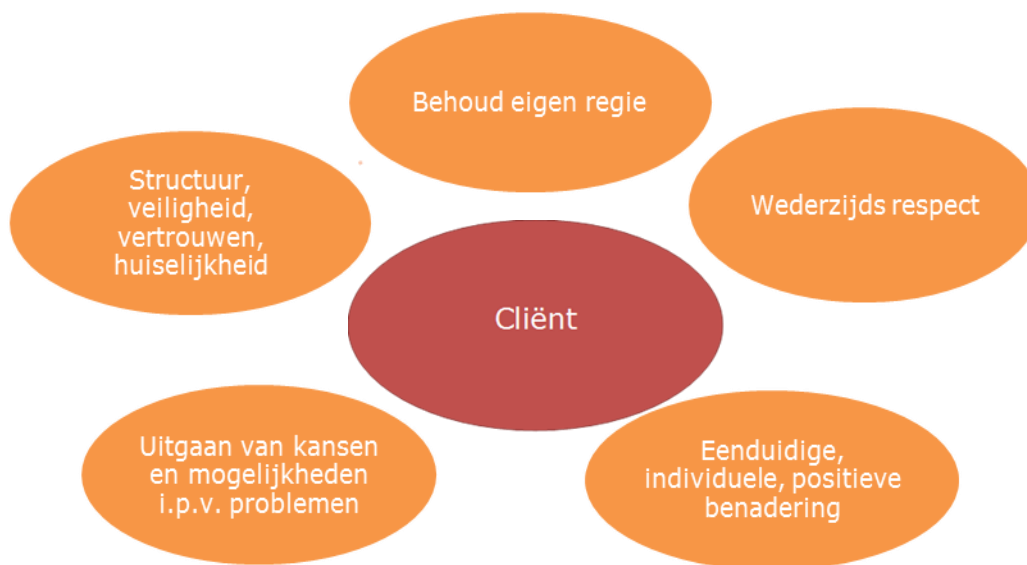 Behoud eigen regie
Structuur,
veiligheid,
vertrouwen,
huiselijkheid
Wederzijds respect
Cliënt
Uitgaan van kansen
en mogelijkheden
i.p.v. problemen
Eenduidige,
individuele, positieve
benadering